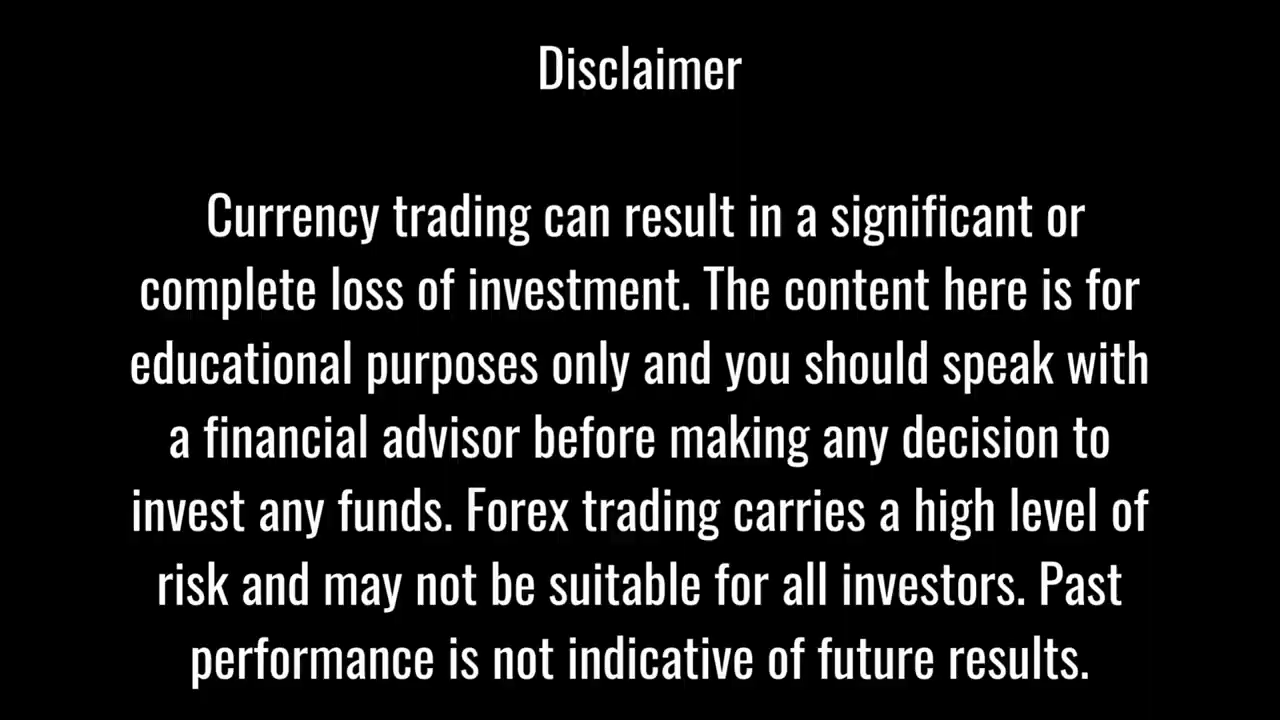 Disclaimer
Currency trading can result in a significant or
complete loss of investment. The content here is for
educational purposes only and you should speak with
a financial advisor before making any decision to
invest any funds. Forex trading carries a high level of
risk and may not be suitable for all investors. Past
performance is not indicative of future results.